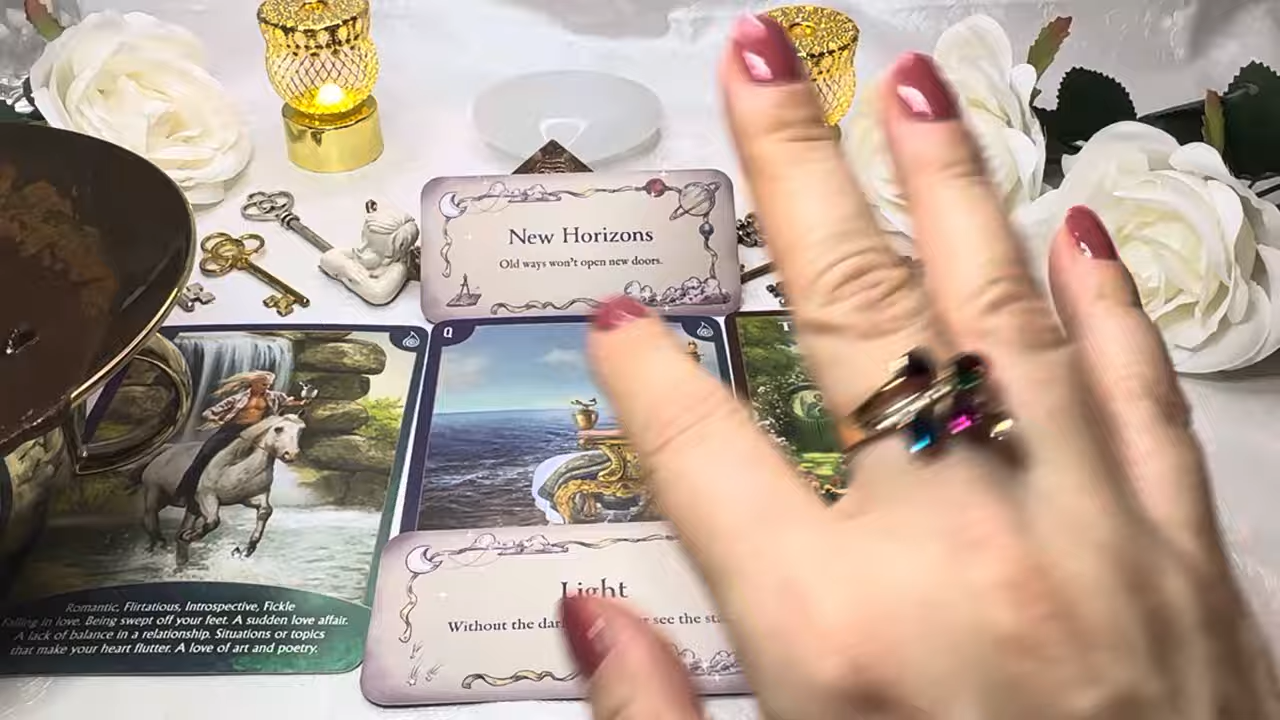 New Horizons
Old ways won't open new doors.
Q
Light
Without the see the
Romantic, Flirtatious, Introspective, Fickle
Falling in love. Being swept off your feet. A sudden love affair.
A lack of balance in a relationship. Situations or topics
that make your heart flutter. A love of art and poetry.